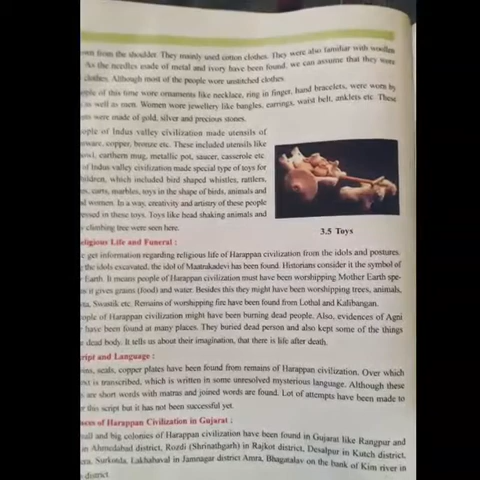 from the shoulder. They mainly used cotton clothes. They were also familiar with woolen
As the needles made of metal and ivory have been found, we can assume that they wore
clothes. Although most of the people wore unstitched clothes.
of this time wore ornaments like necklace, ring in finger, hand bracelets, were worn by
as well as men. Women wore jewellery like bangles, earrings, waist belt, anklets etc. These
were made of gold, silver and precious stones.
of Indus valley civilization made utensils of
copper, bronze etc. These included utensils like
earthern mug, metallic pot, saucer, casserole etc.
of Indus valley civilization made special type of toys for
which included bird shaped whistles, rattlers,
carts, marbles, toys in the shape of birds, animals and
women. In a way, creativity and artistry of these people
in these toys. Toys like head shaking animals and
climbing tree were seen here.
3.5 Toys
ligious Life and Funeral :
get information regarding religious life of Harappan civilization from the idols and postures.
the idols excavated, the idol of Maatrukadevi has been found. Historians consider it the symbol of
Earth. It means people of Harappan civilization must have been worshipping Mother Earth spe-
it gives grains (food) and water. Besides this they might have been worshipping trees, animals,
Swastik etc. Remains of worshipping fire have been found from Lothal and Kalibangan.
ople of Harappan civilization might have been burning dead people. Also, evidences of Agni
have been found at many places. They buried dead person and also kept some of the things
dead body. It tells us about their imagination, that there is life after death.
ript and Language :
seals, copper plates have been found from remains of Harappan civilization. Over which
is transcribed, which is written in some unresolved mysterious language. Although these
are short words with matras and joined words are found. Lot of attempts have been made to
this script but it has not been successful yet.
of Harappan Civilization in Gujarat :
and big colonies of Harappan civilization have been found in Gujarat like Rangpur and
in Ahmedabad district, Rozdi (Shrinathgarh) in Rajkot district, Desalpur in Kutch district,
Surkotda, Lakhabaval in Jamnagar district Amra, Bhagatalav on the bank of Kim river in
district